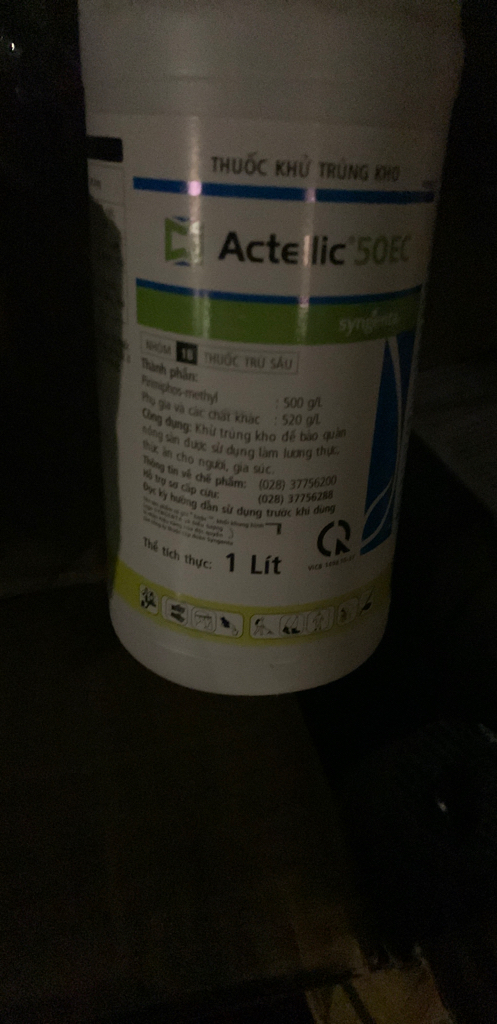 THUỐC KHỬ TRÙNG KHO
Actellic®50EC
syngenta
NHÓM 1B THUỐC TRỪ SÂU
Thành phần:
Pirimiphos-methyl : 500 g/L
Phụ gia và các chất khác : 520 g/L
Công dụng: Khử trùng kho để bảo quản
nông sản được sử dụng làm lương thực,
thức ăn cho người, gia súc.
Thông tin về chế phẩm: (028) 37756200
Hỗ trợ sơ cấp cứu: (028) 37756288
Đọc kỹ hướng dẫn sử dụng trước khi dùng
Thể tích thực: 1 Lít